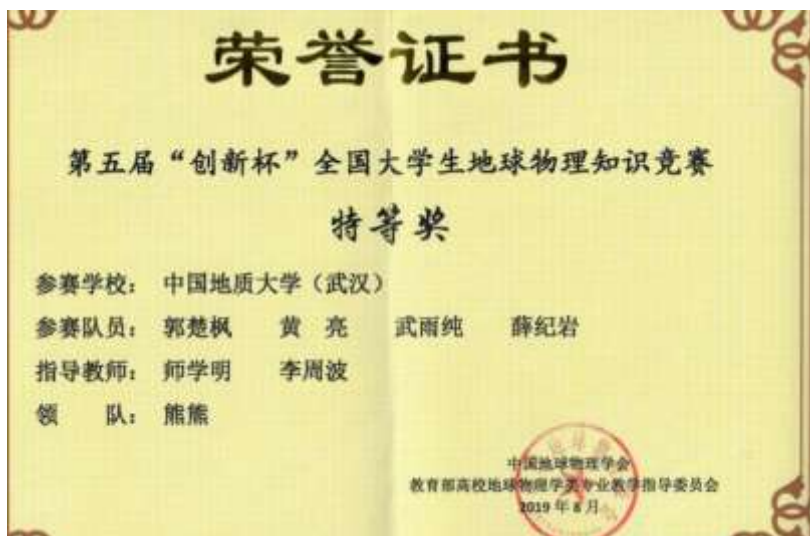 荣誉证书
第五届“创新杯”全国大学生地球物理知识竞赛
特等奖
参赛学校： 中国地质大学（武汉）
参赛队员： 郭楚枫 黄 亮 武雨纯 薛纪岩
指导教师： 师学明 李周波
领 队： 熊熊
中国地球物理学会
教育部高校地球物理学类专业教学指导委员会
2019 年 8 月